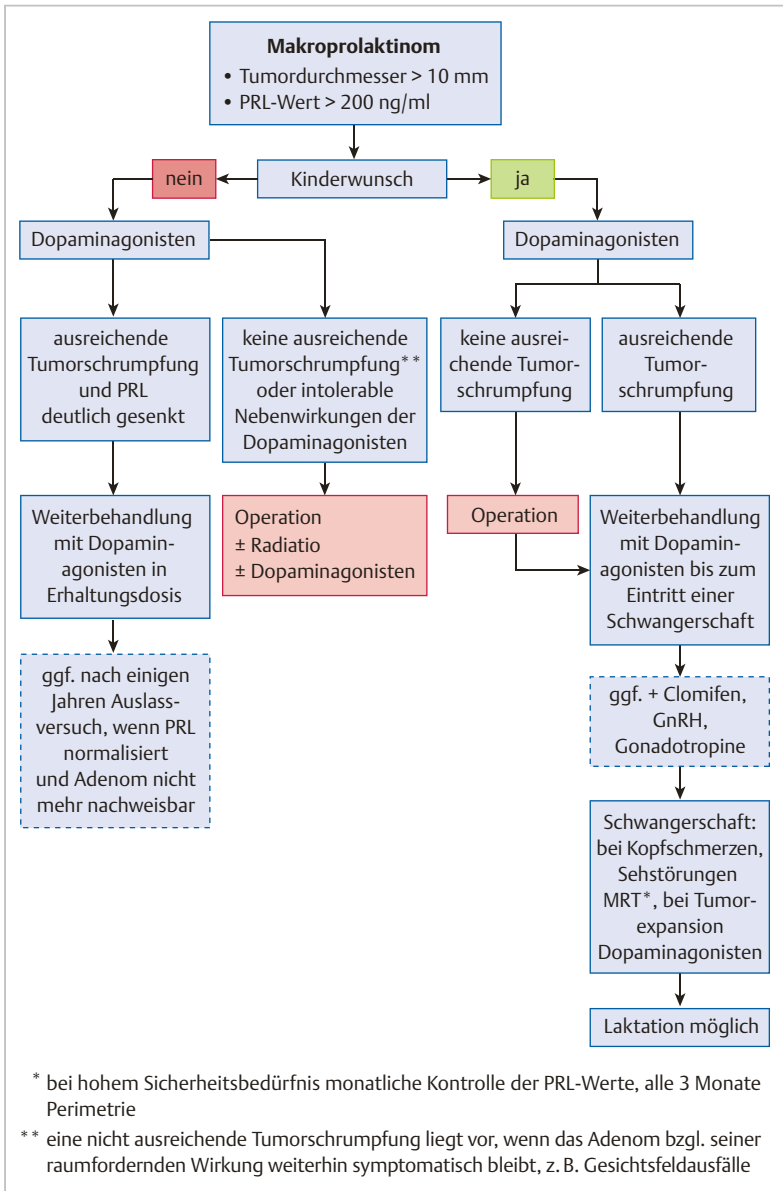 Makroprolaktinom
• Tumordurchmesser > 10 mm
• PRL-Wert > 200 ng/ml
nein
Kinderwunsch
ja
Dopaminagonisten
Dopaminagonisten
ausreichende
Tumorschrumpfung
und PRL
deutlich gesenkt
keine ausreichende
Tumorschrumpfung**
oder intolerable
Nebenwirkungen der
Dopaminagonisten
keine ausrei-
chende Tumor-
schrumpfung
ausreichende
Tumor-
schrumpfung
Weiterbehandlung
mit Dopamin-
agonisten in
Erhaltungsdosis
Operation
± Radiatio
± Dopaminagonisten
Operation
Weiterbehandlung
mit Dopamin-
agonisten bis zum
Eintritt einer
Schwangerschaft
ggf. nach einigen
Jahren Auslass-
versuch, wenn PRL
normalisiert
und Adenom nicht
mehr nachweisbar
ggf. + Clomifen,
GnRH,
Gonadotropine
Schwangerschaft:
bei Kopfschmerzen,
Sehstörungen
MRT*, bei Tumor-
expansion
Dopaminagonisten
Laktation möglich
* bei hohem Sicherheitsbedürfnis monatliche Kontrolle der PRL-Werte, alle 3 Monate
Perimetrie
** eine nicht ausreichende Tumorschrumpfung liegt vor, wenn das Adenom bzgl. seiner
raumfordernden Wirkung weiterhin symptomatisch bleibt, z. B. Gesichtsfeldausfälle